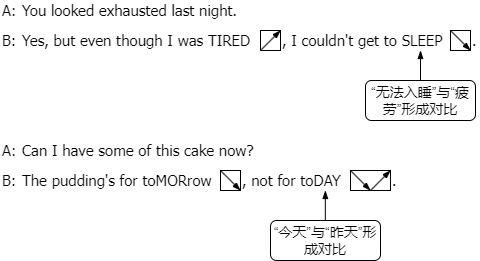 A: You looked exhausted last night.
B: Yes, but even though I was TIRED , I couldn't get to SLEEP .
“无法入睡”与“疲
劳”形成对比
A: Can I have some of this cake now?
B: The pudding's for toMORrow , not for toDAY .
“今天”与“昨天”形
成对比